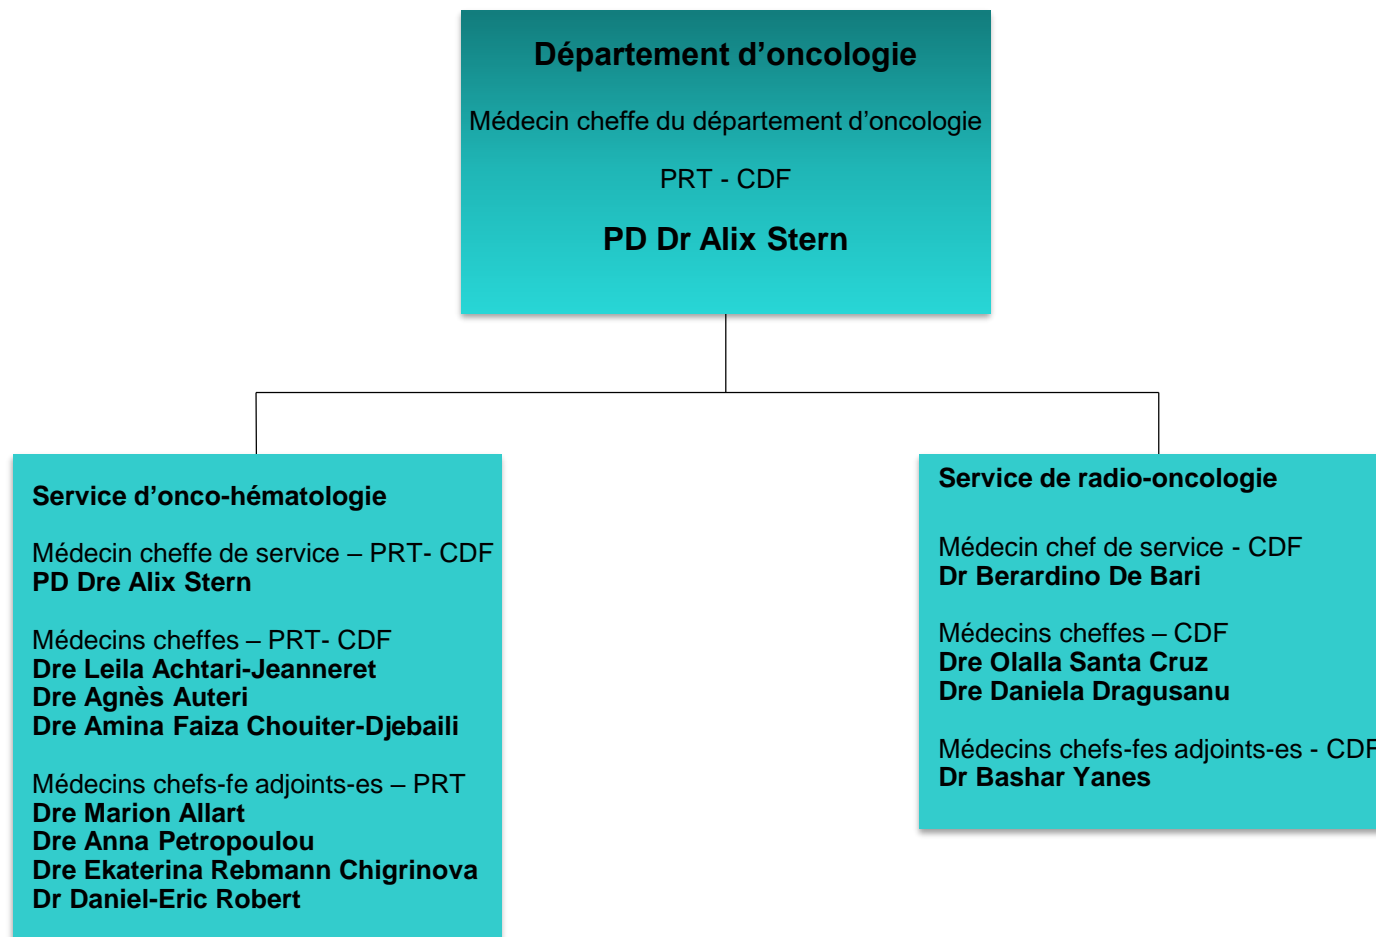 Département d’oncologie
Médecin cheffe du département d’oncologie
PRT - CDF
PD Dr Alix Stern
Service d’onco-hématologie
Médecin cheffe de service – PRT- CDF
PD Dre Alix Stern
Médecins cheffes – PRT- CDF
Dre Leila Achtari-Jeanneret
Dre Agnès Auteri
Dre Amina Faiza Chouiter-Djebaili
Médecins chefs-fe adjoints-es – PRT
Dre Marion Allart
Dre Anna Petropoulou
Dre Ekaterina Rebmann Chigrinova
Dr Daniel-Eric Robert
Service de radio-oncologie
Médecin chef de service - CDF
Dr Berardino De Bari
Médecins cheffes – CDF
Dre Olalla Santa Cruz
Dre Daniela Dragusanu
Médecins chefs-fes adjoints-es - CDF
Dr Bashar Yanes